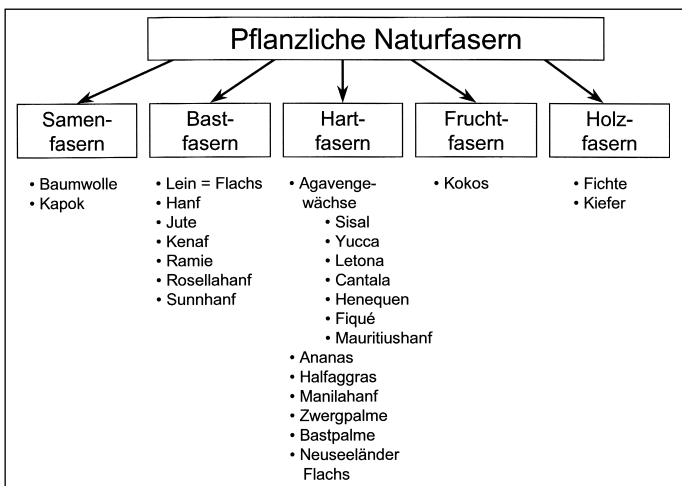 Pflanzliche Naturfasern
Samen-
fasern
• Baumwolle
• Kapok
Bast-
fasern
• Lein = Flachs
• Hanf
• Jute
• Kenaf
• Ramie
• Rosellahanf
• Sunnhanf
Hart-
fasern
• Agavenge-
wächse
• Sisal
• Yucca
• Letona
• Cantala
• Henequen
• Fiqué
• Mauritiushanf
• Ananas
• Halfaggras
• Manilahanf
• Zwergpalme
• Bastpalme
• Neuseeländer
Flachs
Frucht-
fasern
• Kokos
Holz-
fasern
• Fichte
• Kiefer